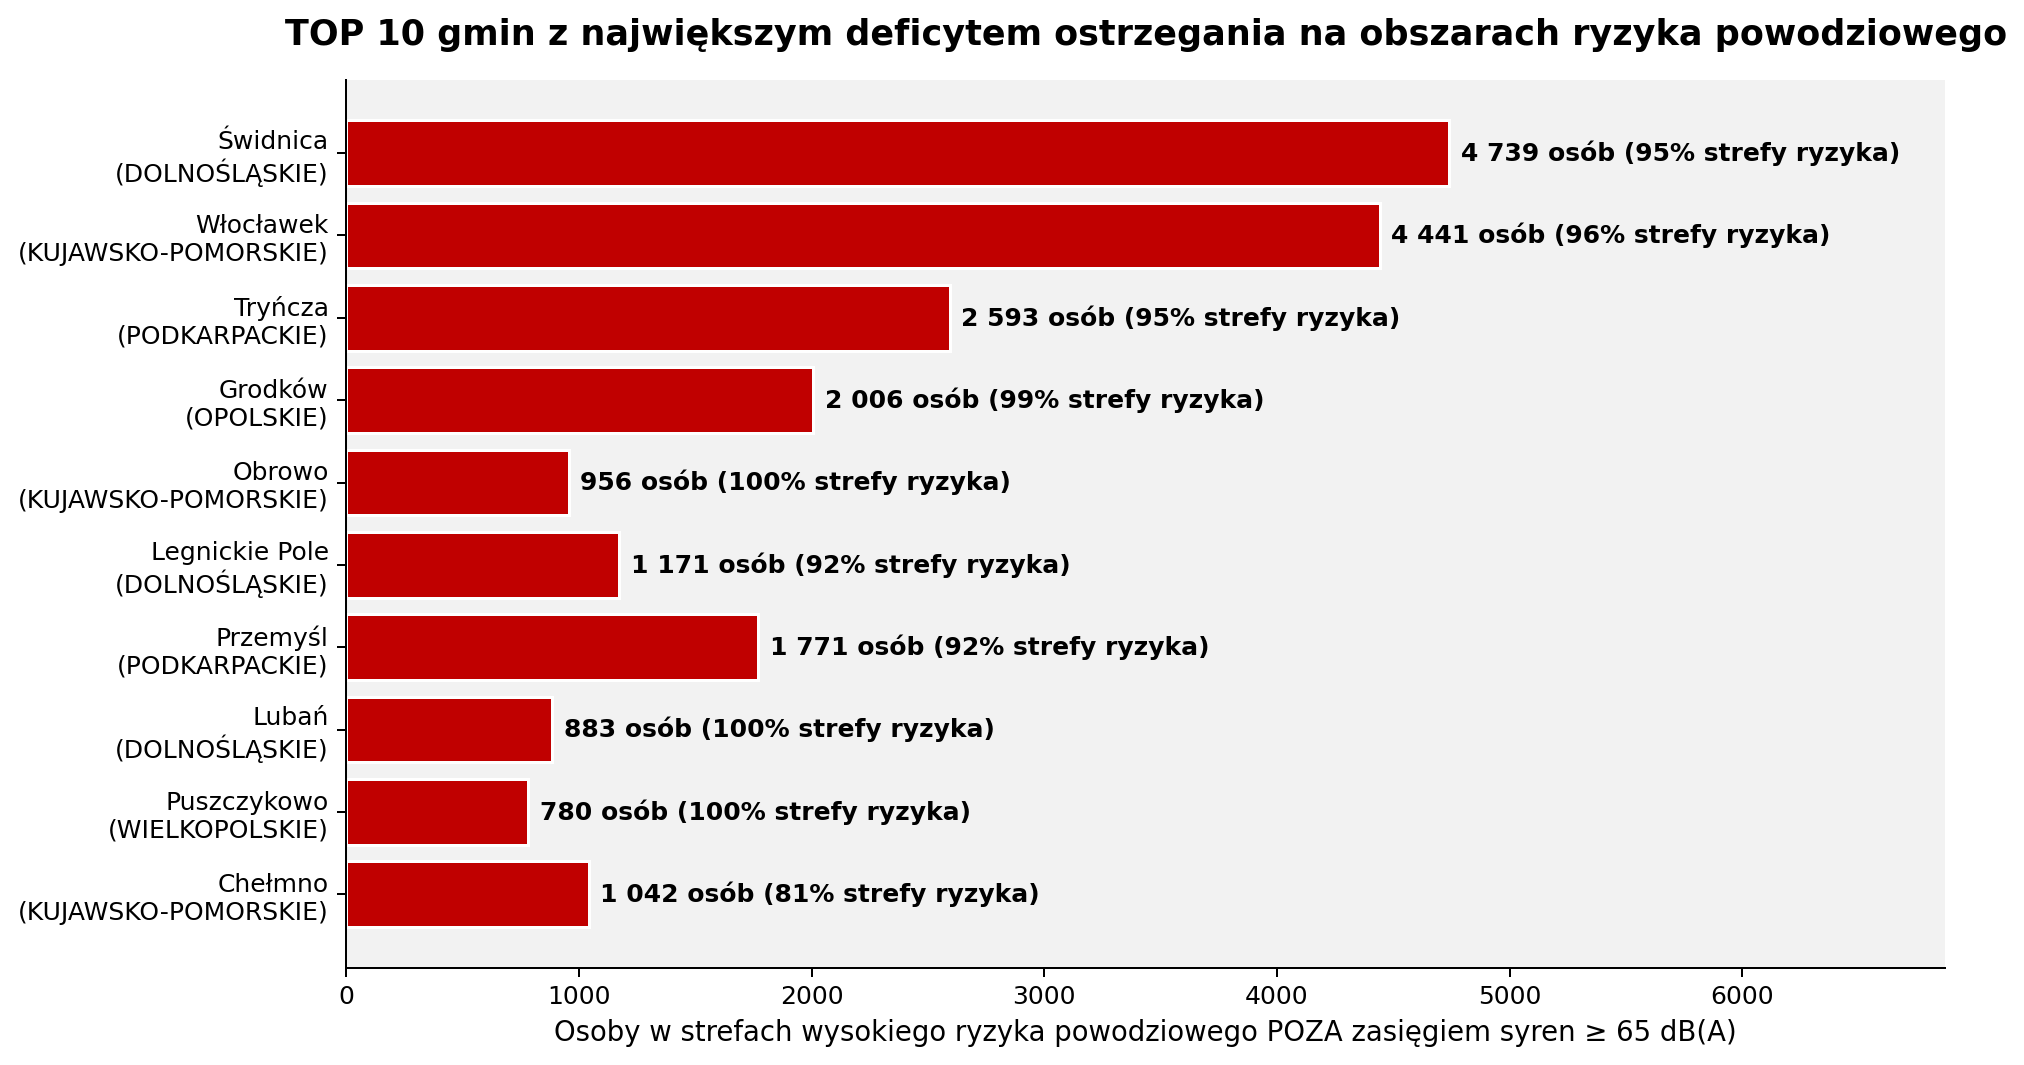 TOP 10 gmin z największym deficytem ostrzegania na obszarach ryzyka powodziowego
Świdnica
(DOLNOŚLĄSKIE)
4 739 osób (95% strefy ryzyka)
Włocławek
(KUJAWSKO-POMORSKIE)
4 441 osób (96% strefy ryzyka)
Tryńcza
(PODKARPACKIE)
2 593 osób (95% strefy ryzyka)
Grodków
(OPOLSKIE)
2 006 osób (99% strefy ryzyka)
Obrowo
(KUJAWSKO-POMORSKIE)
956 osób (100% strefy ryzyka)
Legnickie Pole
(DOLNOŚLĄSKIE)
1 171 osób (92% strefy ryzyka)
Przemyśl
(PODKARPACKIE)
1 771 osób (92% strefy ryzyka)
Lubań
(DOLNOŚLĄSKIE)
883 osób (100% strefy ryzyka)
Puszczykowo
(WIELKOPOLSKIE)
780 osób (100% strefy ryzyka)
Chełmno
(KUJAWSKO-POMORSKIE)
1 042 osób (81% strefy ryzyka)
0 1000 2000 3000 4000 5000 6000
Osoby w strefach wysokiego ryzyka powodziowego POZA zasięgiem syren ≥ 65 dB(A)